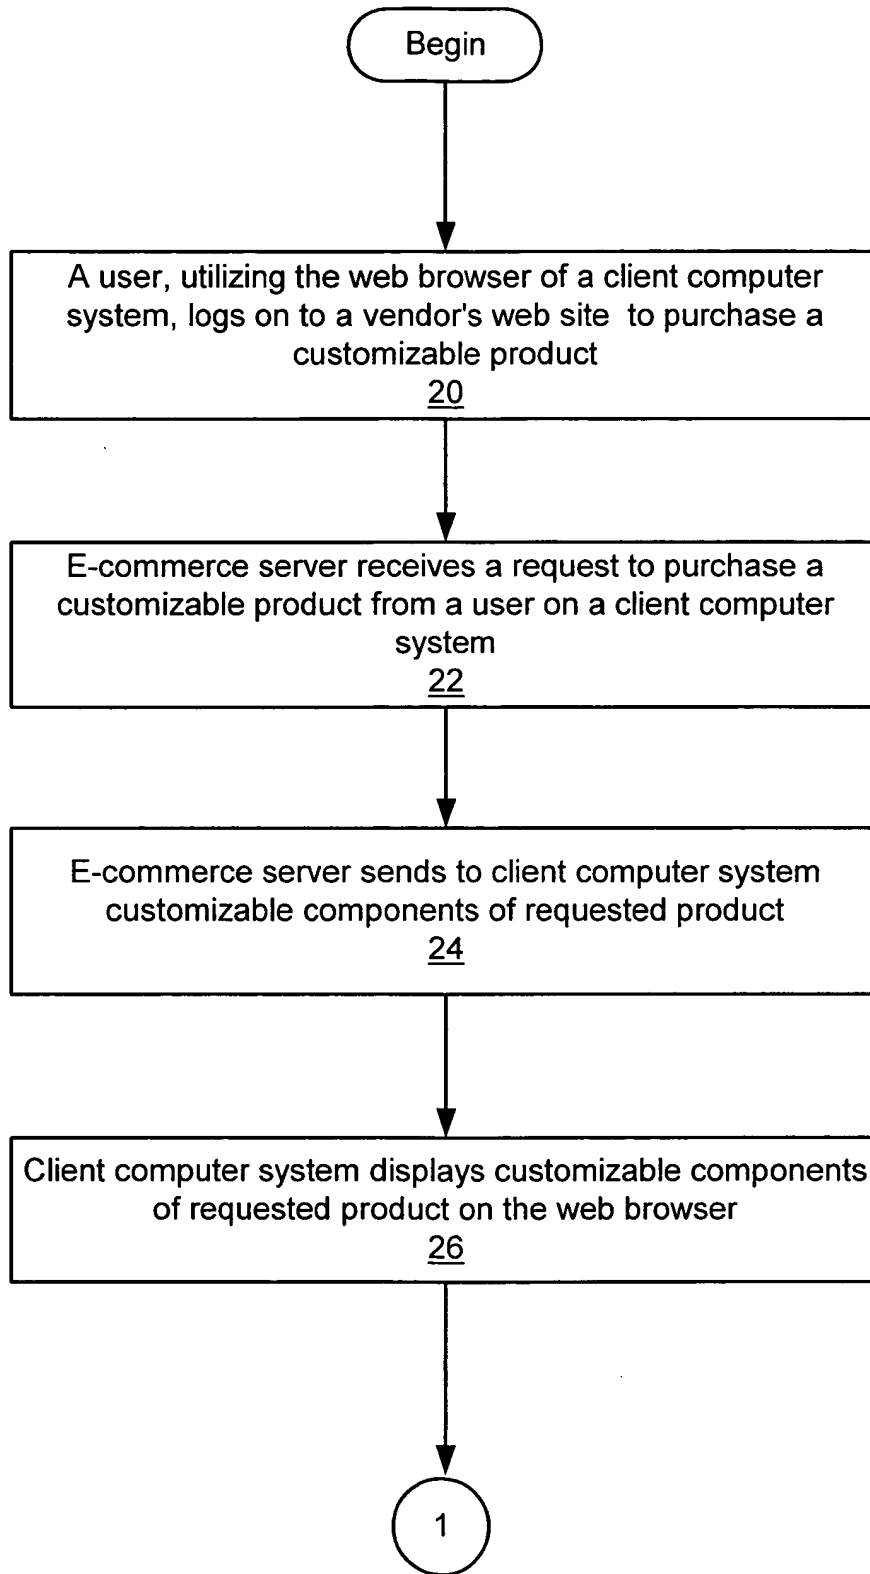 Begin
A user, utilizing the web browser of a client computer
system, logs on to a vendor's web site to purchase a
customizable product
20
E-commerce server receives a request to purchase a
customizable product from a user on a client computer
system
22
E-commerce server sends to client computer system
customizable components of requested product
24
Client computer system displays customizable components
of requested product on the web browser
26
1